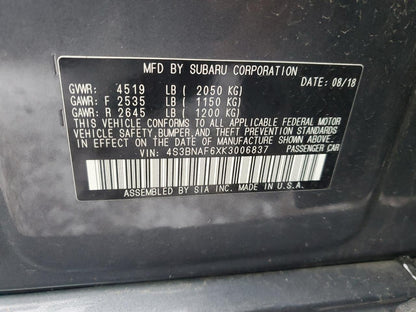 MFD BY SUBARU CORPORATION
DATE: 08/18
GVWR: 4519 LB ( 2050 KG)
GAWR: F 2535 LB ( 1150 KG)
GAWR: R 2645 LB ( 1200 KG)
THIS VEHICLE CONFORMS TO ALL APPLICABLE FEDERAL MOTOR
VEHICLE SAFETY, BUMPER, AND THEFT PREVENTION STANDARDS
IN EFFECT ON THE DATE OF MANUFACTURE SHOWN ABOVE.
VIN: 4S3BNAF6XK3006837 PASSENGER CAR
ASSEMBLED BY SIA INC. MADE IN U.S.A.